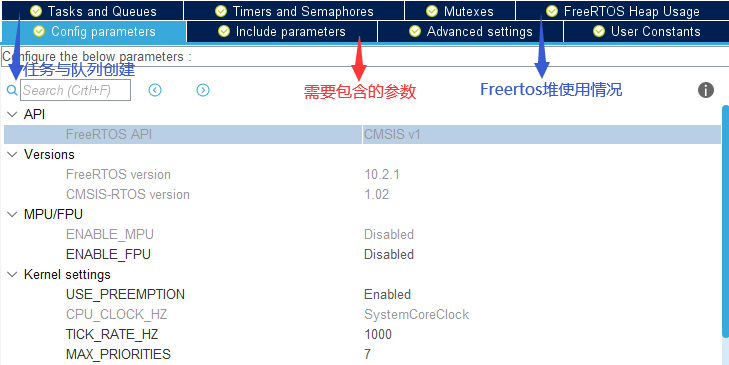 Tasks and Queues Timers and Semaphores Mutexes FreeRTOS Heap Usage
Config parameters Include parameters Advanced settings User Constants
Configure the below parameters :
任务与队列创建
Search (Crtl+F)
需要包含的参数
Freertos堆使用情况
API
FreeRTOS API CMSIS v1
Versions
FreeRTOS version 10.2.1
CMSIS-RTOS version 1.02
MPU/FPU
ENABLE_MPU Disabled
ENABLE_FPU Disabled
Kernel settings
USE_PREEMPTION Enabled
CPU_CLOCK_HZ SystemCoreClock
TICK_RATE_HZ 1000
MAX_PRIORITIES 7